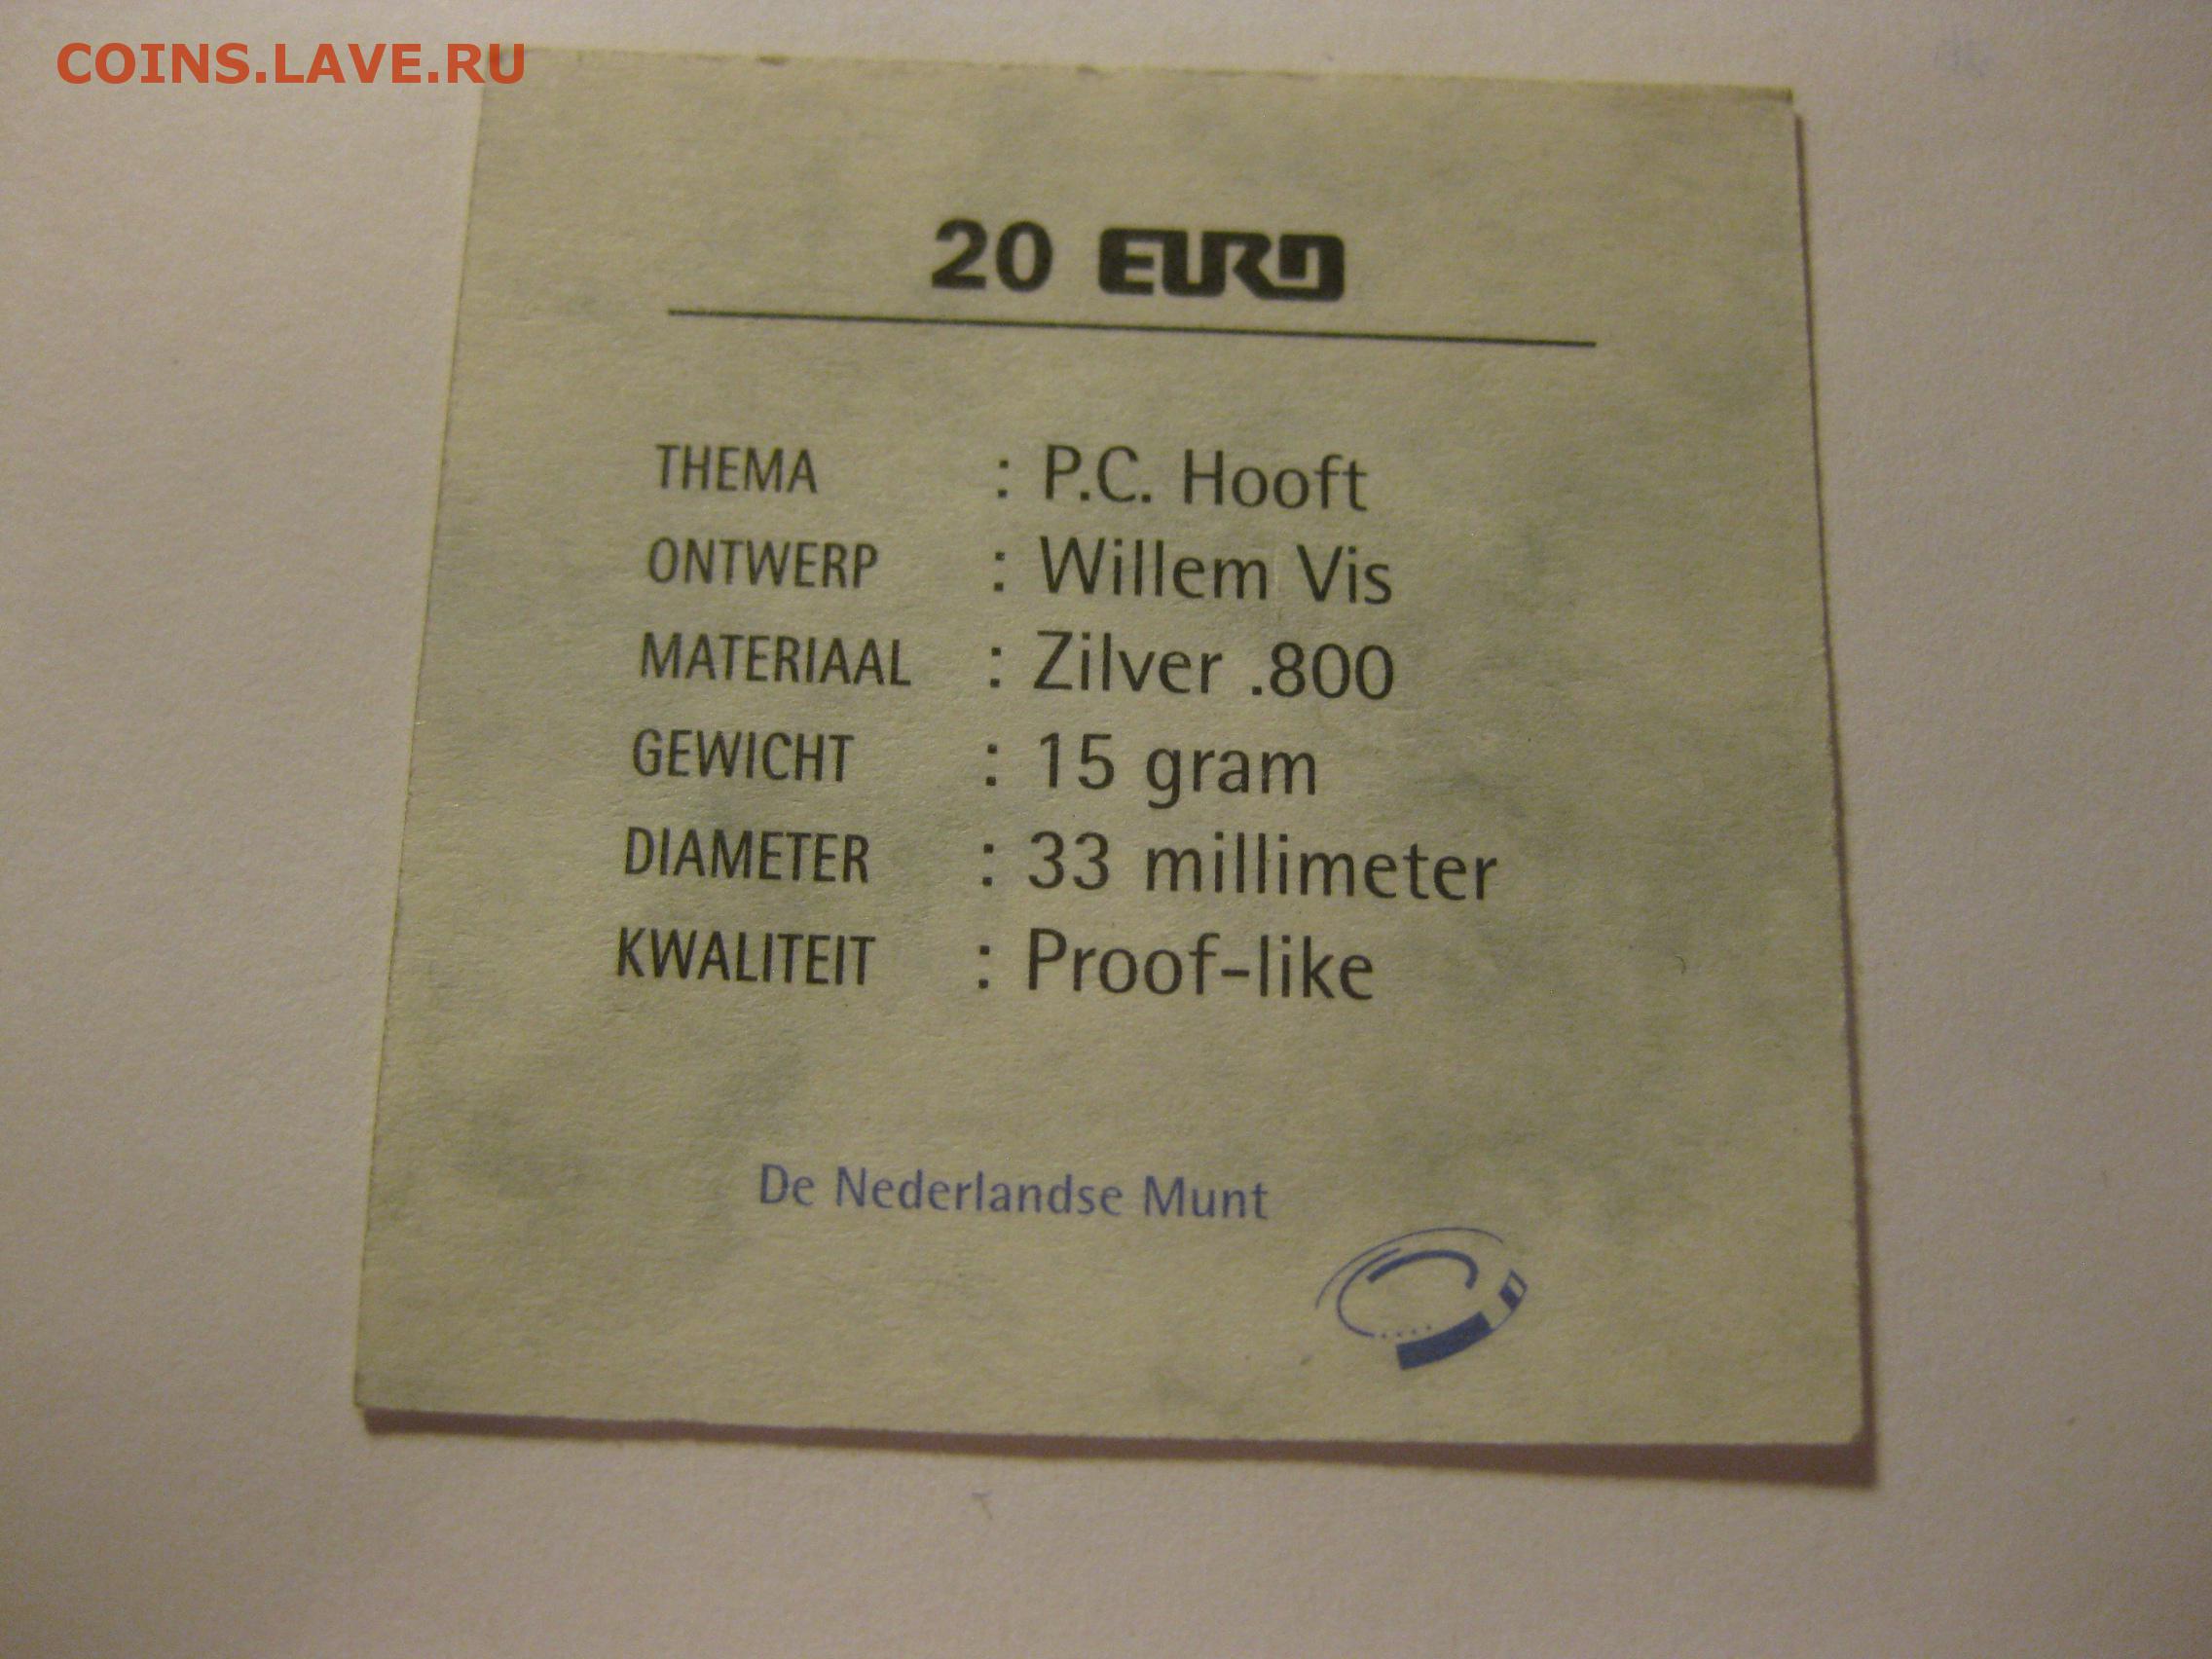 COINS.LAVE.RU
20 EURO
THEMA : P.C. Hooft
ONTWERP : Willem Vis
MATERIAAL : Zilver .800
GEWICHT : 15 gram
DIAMETER : 33 millimeter
KWALITEIT : Proof-like
De Nederlandse Munt